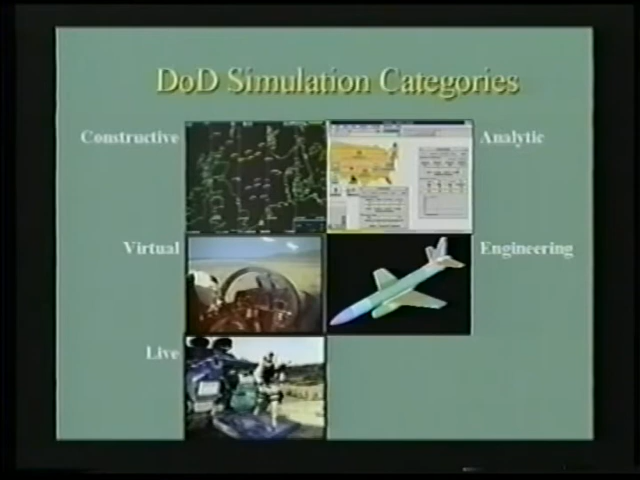 DoD Simulation Categories
Constructive
Analytic
Virtual
Engineering
Live